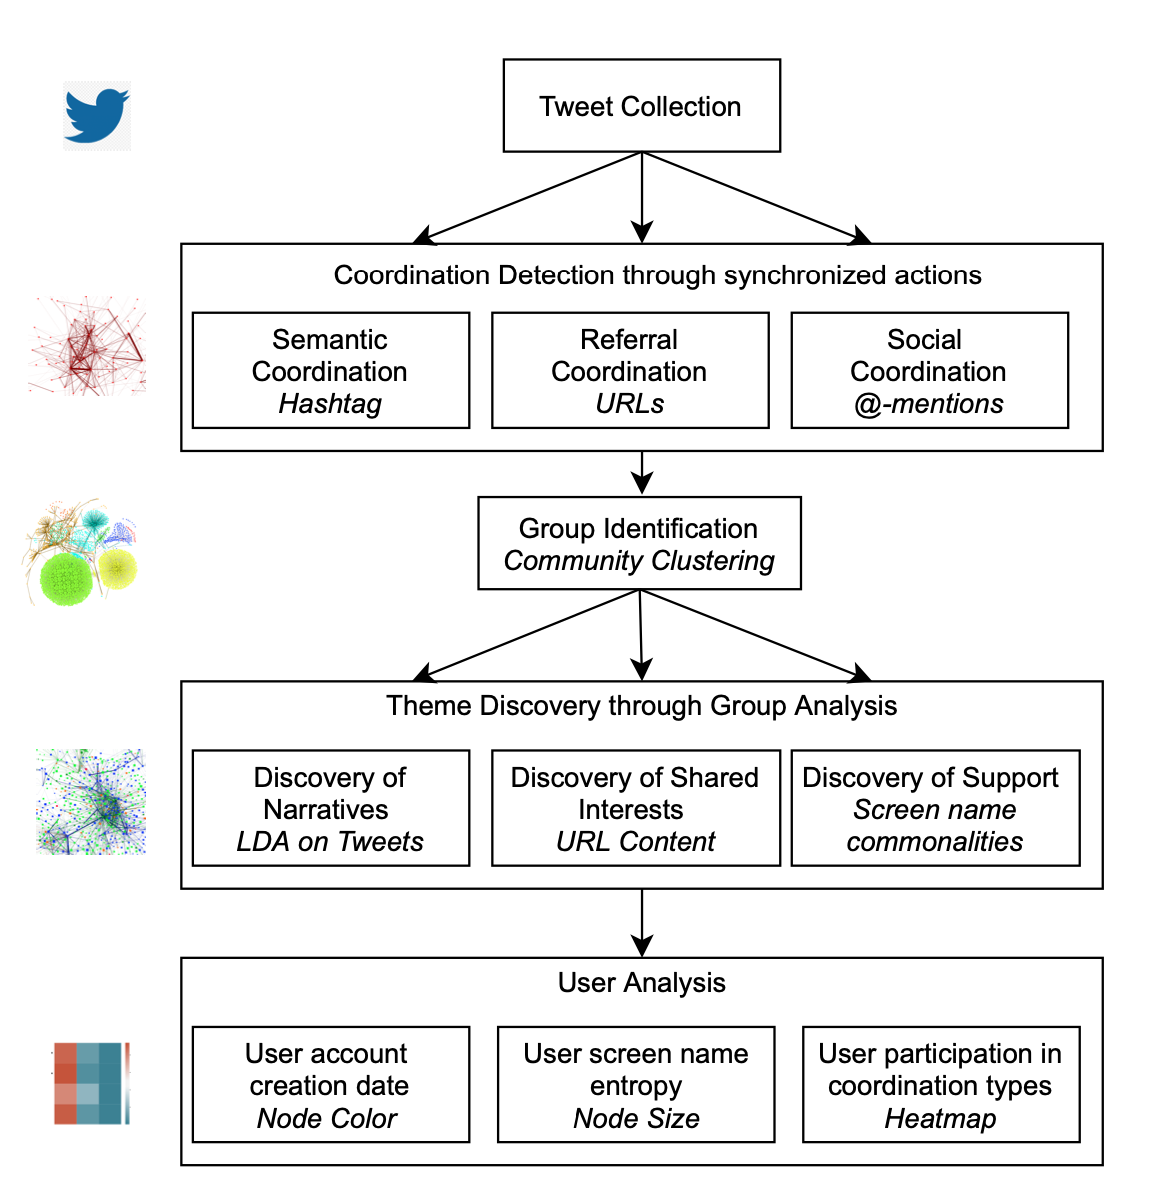 Tweet Collection
Coordination Detection through synchronized actions
Semantic
Coordination
Hashtag
Referral
Coordination
URLs
Social
Coordination
@-mentions
Group Identification
Community Clustering
Theme Discovery through Group Analysis
Discovery of
Narratives
LDA on Tweets
Discovery of Shared
Interests
URL Content
Discovery of Support
Screen name
commonalities
User Analysis
User account
creation date
Node Color
User screen name
entropy
Node Size
User participation in
coordination types
Heatmap